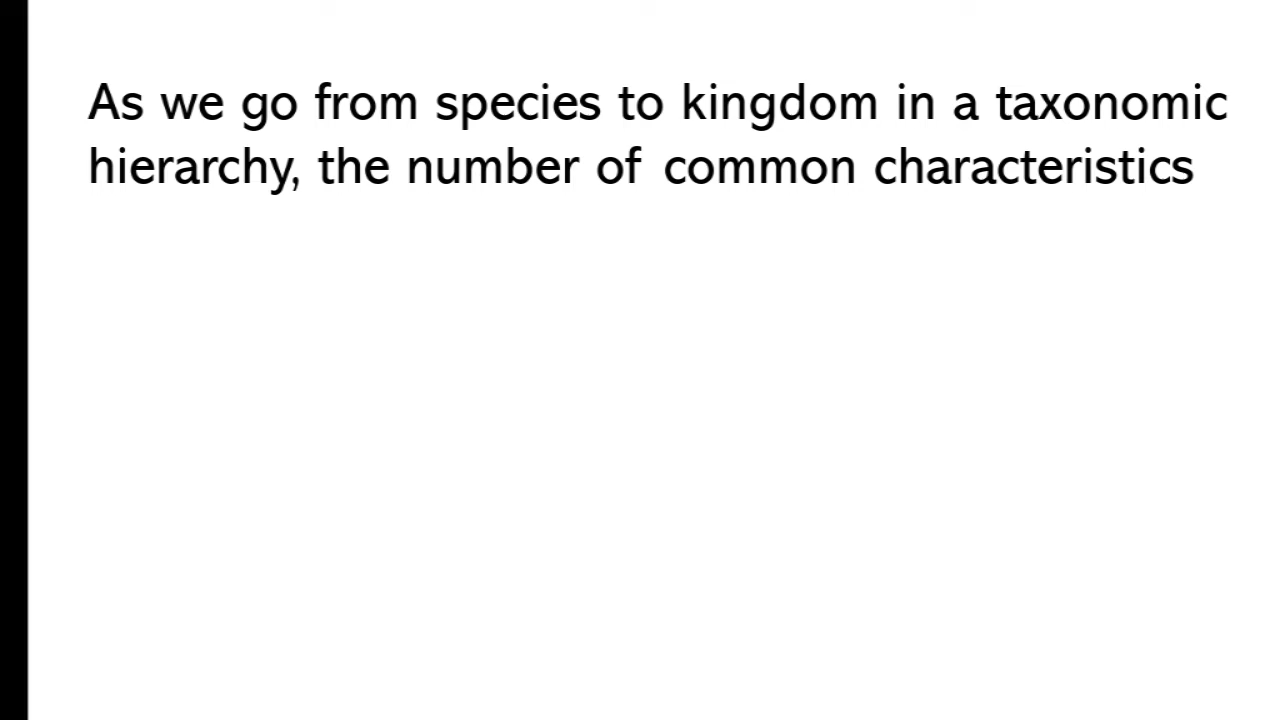 As we go from species to kingdom in a taxonomic
hierarchy, the number of common characteristics